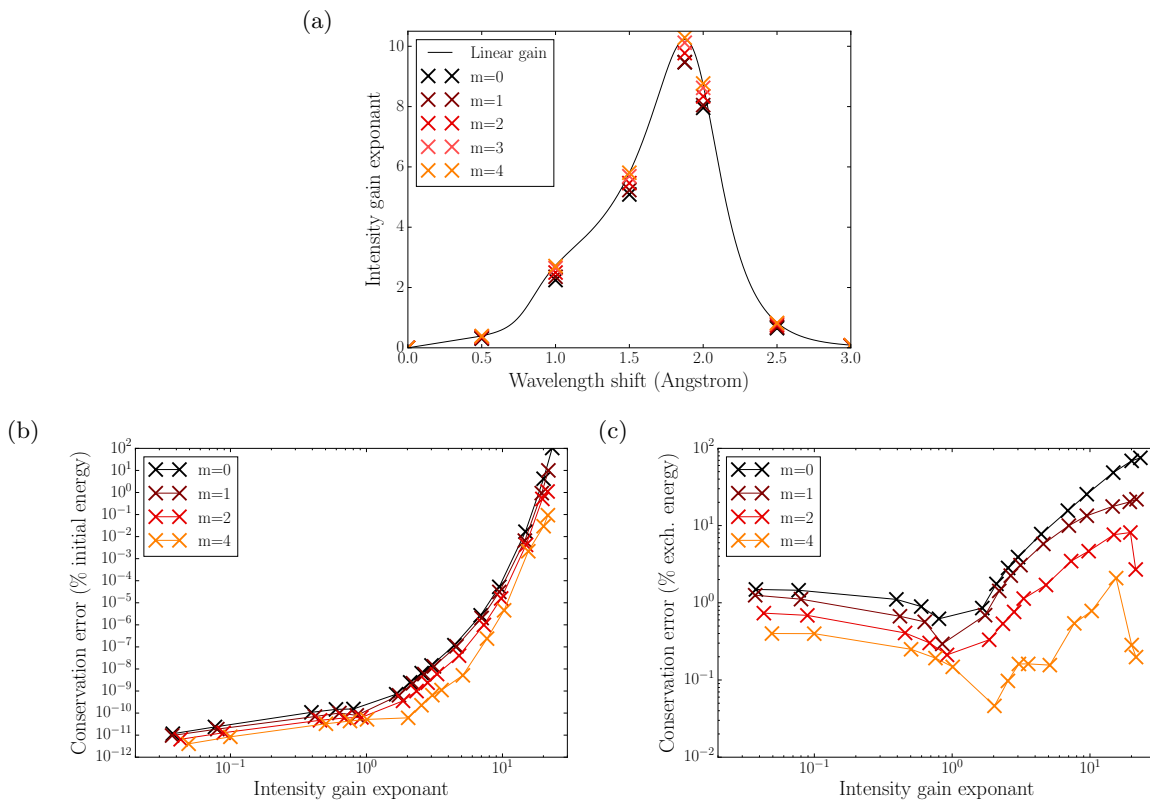 (a)
Intensity gain exponant
10
8
6
4
2
0
Linear gain
m=0
m=1
m=2
m=3
m=4
0.0 0.5 1.0 1.5 2.0 2.5 3.0
Wavelength shift (Angstrom)
(b)
Conservation error (% initial energy)
10^2
10^1
10^0
10^-1
10^-2
10^-3
10^-4
10^-5
10^-6
10^-7
10^-8
10^-9
10^-10
10^-11
10^-12
m=0
m=1
m=2
m=4
10^-1 10^0 10^1
Intensity gain exponant
(c)
Conservation error (% exch. energy)
10^2
10^1
10^0
10^-1
10^-2
m=0
m=1
m=2
m=4
10^-1 10^0 10^1
Intensity gain exponant